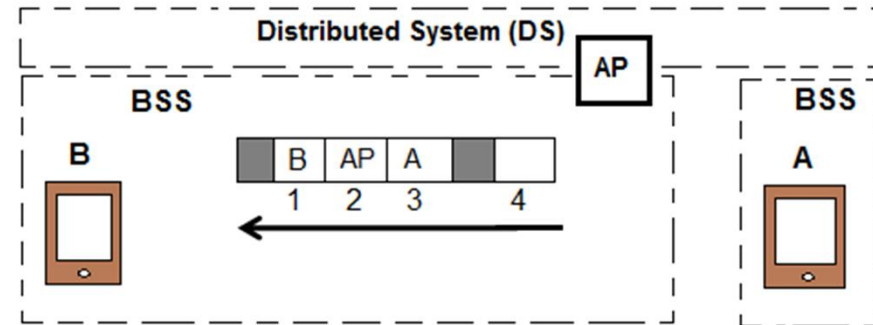 Distributed System (DS)
AP
BSS
BSS
B
B AP A
A
1 2 3 4